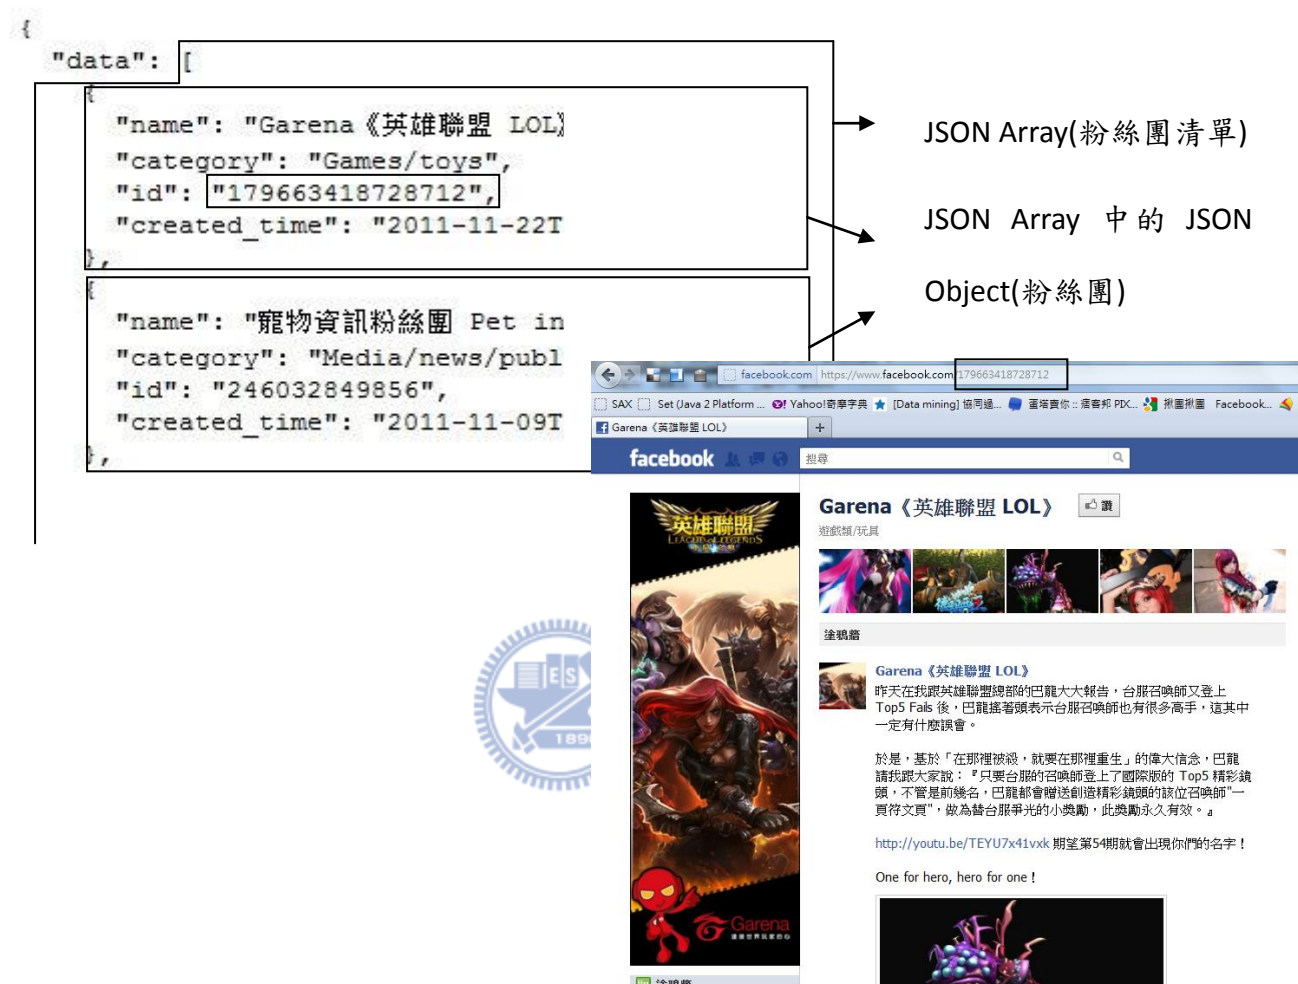 {
"data": [
{
"name": "Garena《英雄聯盟 LOL》
"category": "Games/toys",
"id": "179663418728712",
"created_time": "2011-11-22T
},
{
"name": "寵物資訊粉絲團 Pet in
"category": "Media/news/publ
"id": "246032849856",
"created_time": "2011-11-09T
},
JSON Array(粉絲團清單)
JSON Array 中的 JSON
Object(粉絲團)
facebook.com https://www.facebook.com/179663418728712
SAX Set (Java 2 Platform ... Yahoo!奇摩字典 [Data mining] 協同過... 蛋塔賣你 :: 痞客邦 PIX... 揪團揪團 Facebook...
Garena《英雄聯盟 LOL》 +
facebook 搜尋
Garena《英雄聯盟 LOL》 讚
遊戲類/玩具
塗鴉牆
Garena《英雄聯盟 LOL》
昨天在我跟英雄聯盟總部的巴龍大大報告，台服召喚師又登上
Top5 Fails 後，巴龍搖著頭表示台服召喚師也有很多高手，這其中
一定有什麼誤會。
於是，基於「在那裡被殺，就要在那裡重生」的偉大信念，巴龍
請我跟大家說：『只要台服的召喚師登上了國際版的 Top5 精彩鏡
頭，不管是前幾名，巴龍都會贈送創造精彩鏡頭的該位召喚師"一
頁符文頁"，做為替台服爭光的小獎勵，此獎勵永久有效。』
http://youtu.be/TEYU7x41vxk 期望第54期就會出現你們的名字！
One for hero, hero for one！
英雄聯盟
LEAGUE of LEGENDS
Garena
ES
1896
塗鴉牆